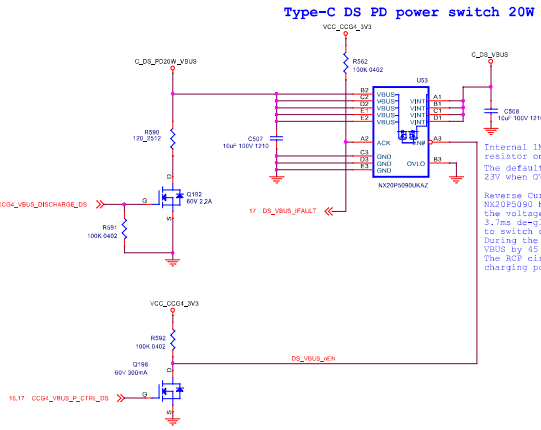 Type-C DS PD power switch 20W
VCC_CCG4_3V3
C_DS_PD20W_VBUS
C_DS_VBUS
R562
100K 0402
U53
B2
C2
D2
E1
E2
VBUS
VBUS
VBUS
VBUS
VBUS
VINT
VINT
VINT
VINT
A1
B1
C1
D1
C508
10uF 100V 121
R590
120_2512
C507
10uF 100V 1210
A2
ACK
EN#
A3
C3
D3
E3
GND
GND
GND
OVLO
B3
NX20P5090UKAZ
Internal 1M
resistor on
The default
23V when OV
D
Q192
60V 2.2A
G
S
CCG4_VBUS_DISCHARGE_DS
R591
100K 0402
17 DS_VBUS_IFAULT
Reverse Cur
NX20P5090 h
the voltage
3.7ms de-gl
to switch o
During the
VBUS by 45
The RCP cir
charging po
VCC_CCG4_3V3
R592
100K 0402
DS_VBUS_nEN
Q198
60V 300mA
D
G
S
16,17 CCG4_VBUS_P_CTRL_DS